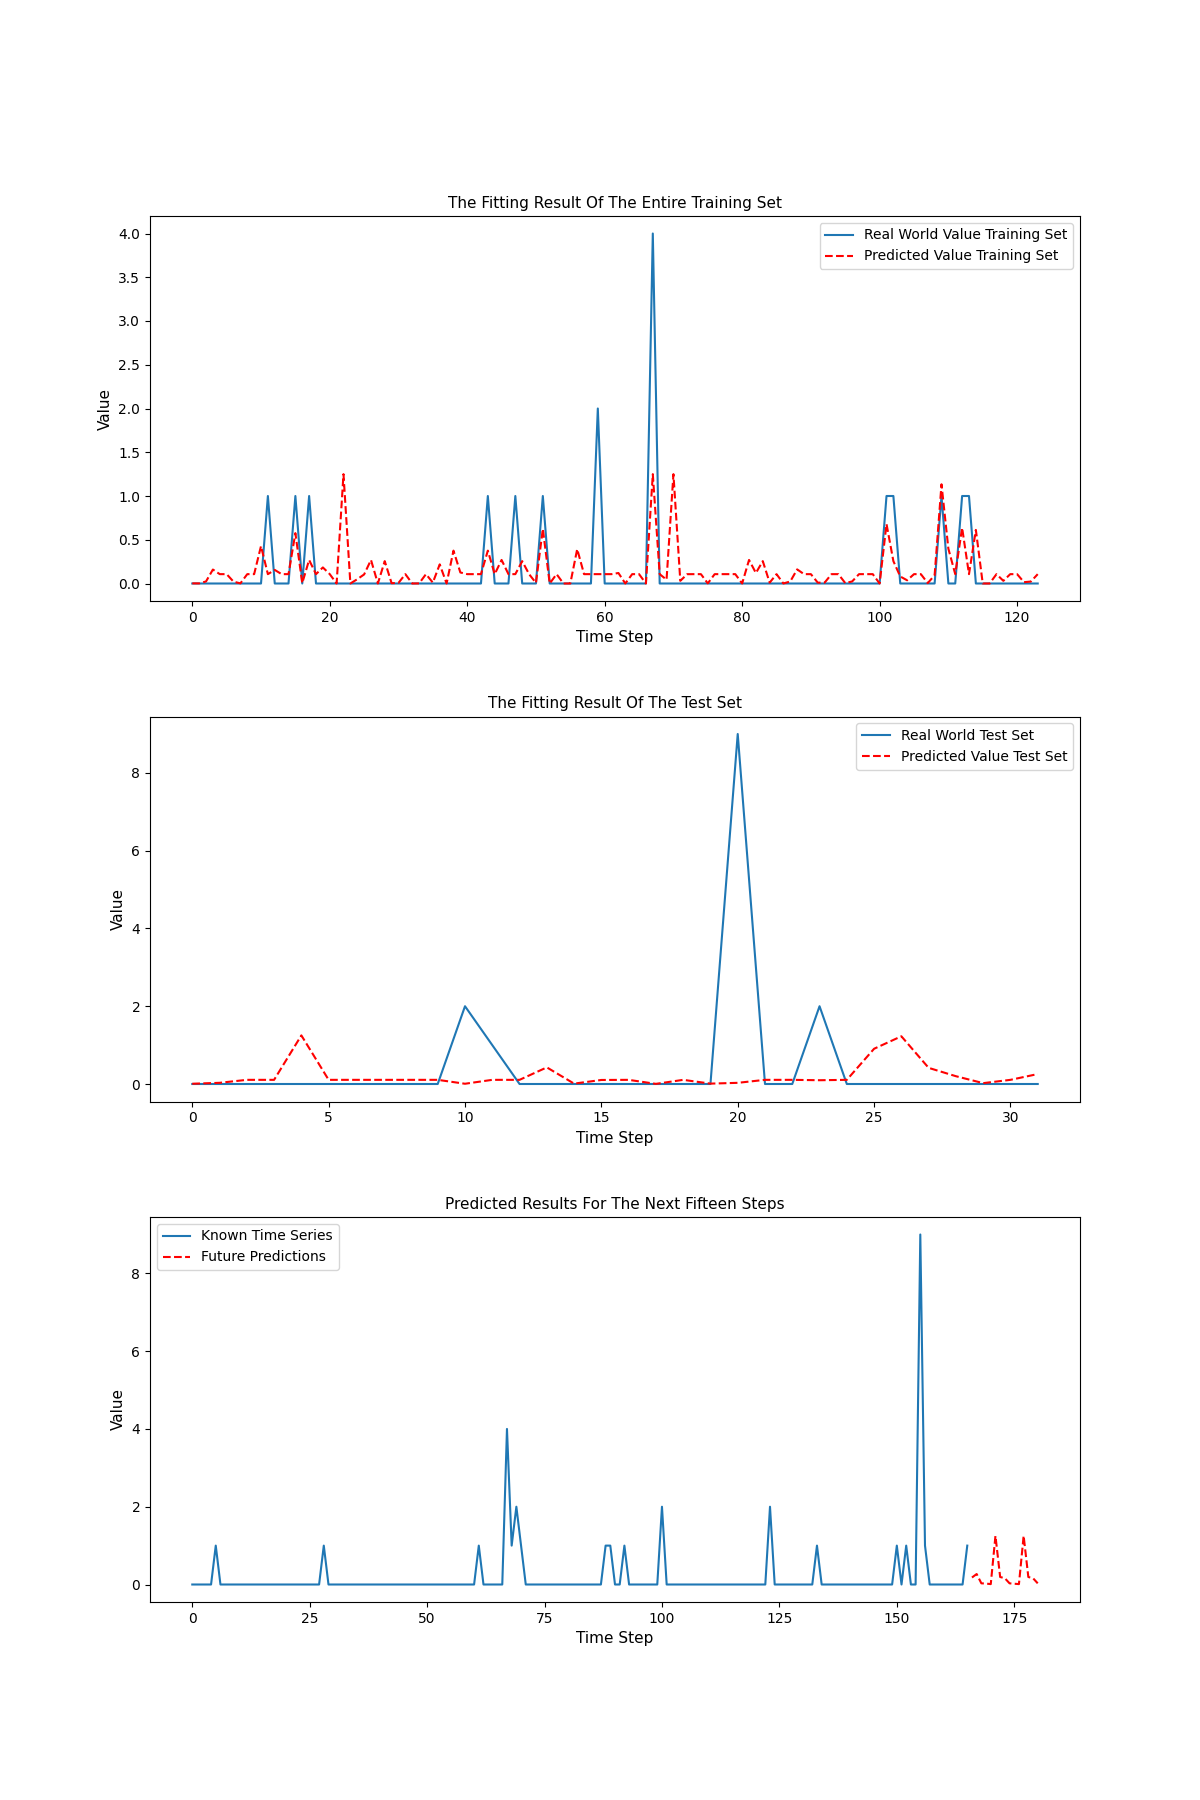 The Fitting Result Of The Entire Training Set
Real World Value Training Set
Predicted Value Training Set
4.0
3.5
3.0
2.5
2.0
1.5
1.0
0.5
0.0
Value
0 20 40 60 80 100 120
Time Step
The Fitting Result Of The Test Set
Real World Test Set
Predicted Value Test Set
8
6
4
2
0
Value
0 5 10 15 20 25 30
Time Step
Predicted Results For The Next Fifteen Steps
Known Time Series
Future Predictions
8
6
4
2
0
Value
0 25 50 75 100 125 150 175
Time Step